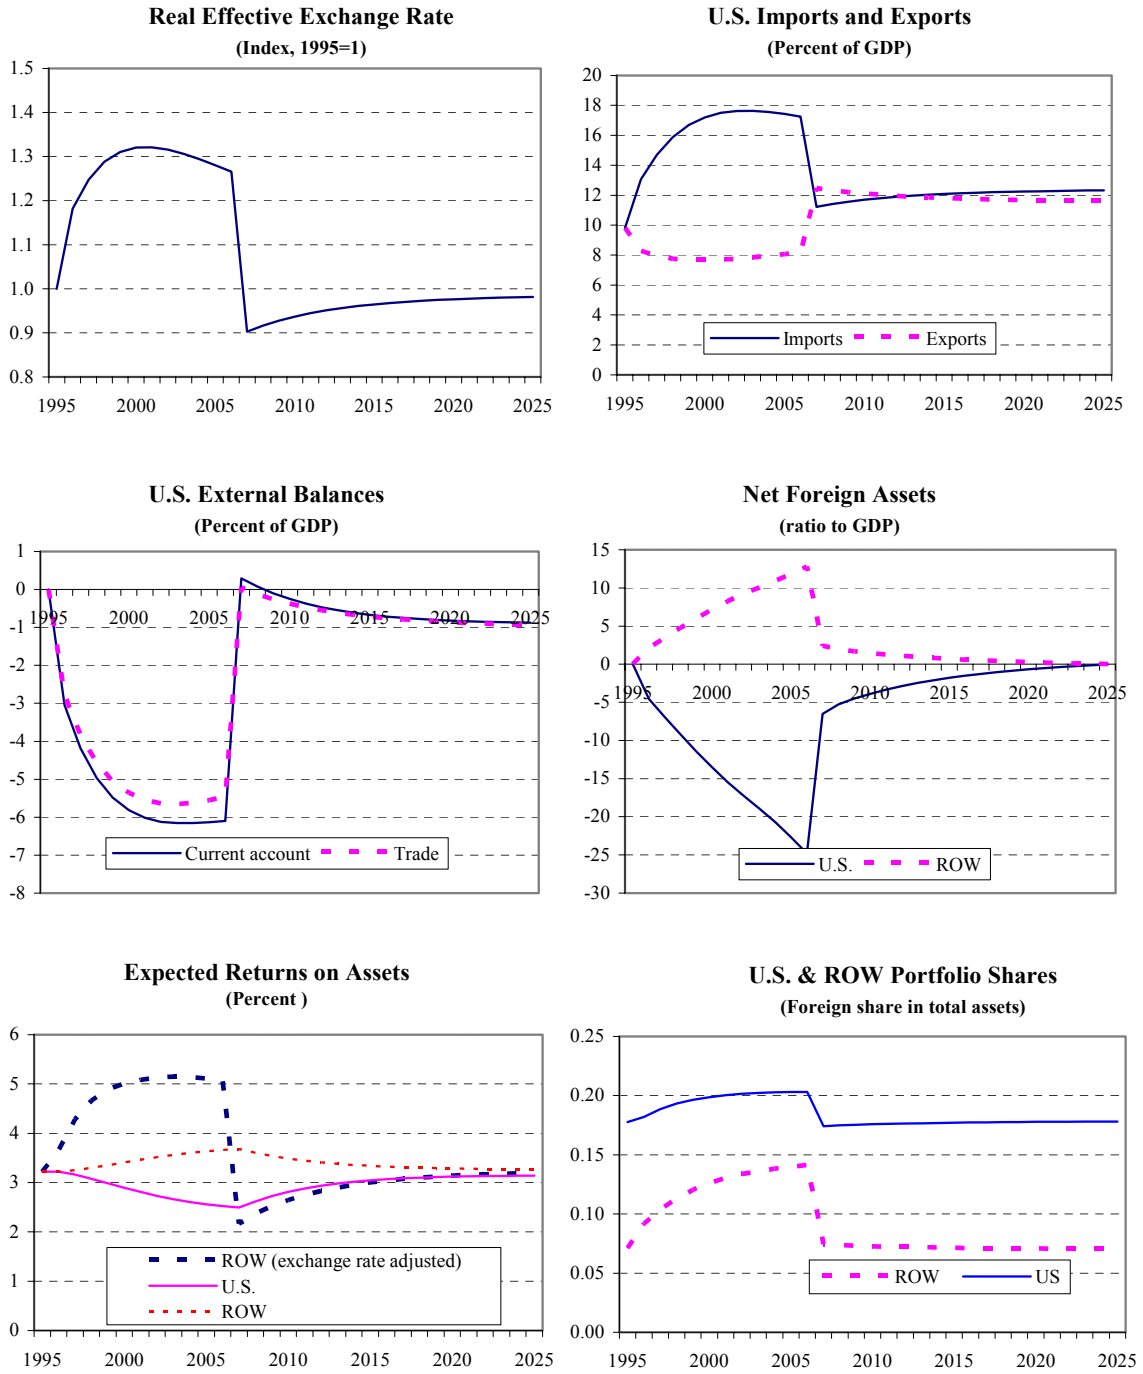 Real Effective Exchange Rate
(Index, 1995=1)
1.5
1.4
1.3
1.2
1.1
1.0
0.9
0.8
1995 2000 2005 2010 2015 2020 2025
U.S. Imports and Exports
(Percent of GDP)
20
18
16
14
12
10
8
6
4
2
0
Imports Exports
1995 2000 2005 2010 2015 2020 2025
U.S. External Balances
(Percent of GDP)
1
0
-1
-2
-3
-4
-5
-6
-7
-8
1995 2000 2005 2010 2015 2020 2025
Current account Trade
Net Foreign Assets
(ratio to GDP)
15
10
5
0
-5
-10
-15
-20
-25
-30
1995 2000 2005 2010 2015 2020 2025
U.S. ROW
Expected Returns on Assets
(Percent )
6
5
4
3
2
1
0
ROW (exchange rate adjusted)
U.S.
ROW
1995 2000 2005 2010 2015 2020 2025
U.S. & ROW Portfolio Shares
(Foreign share in total assets)
0.25
0.20
0.15
0.10
0.05
0.00
ROW US
1995 2000 2005 2010 2015 2020 2025